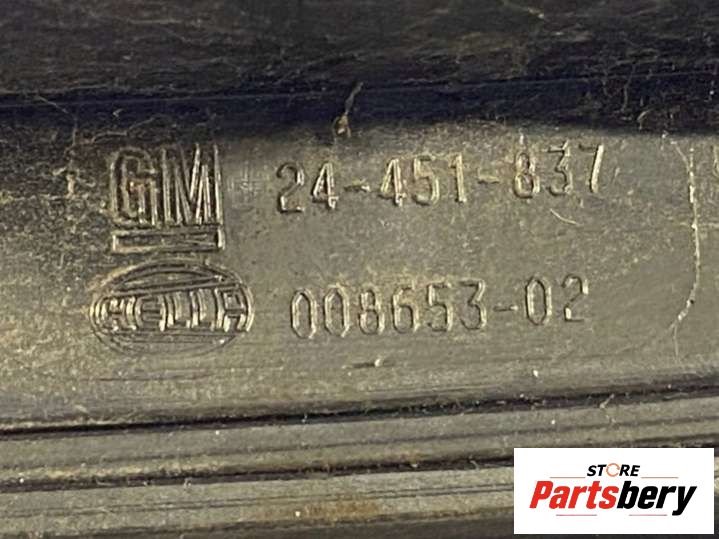 GM 24-451-837
HELLA 008653-02
STORE
Partsbery